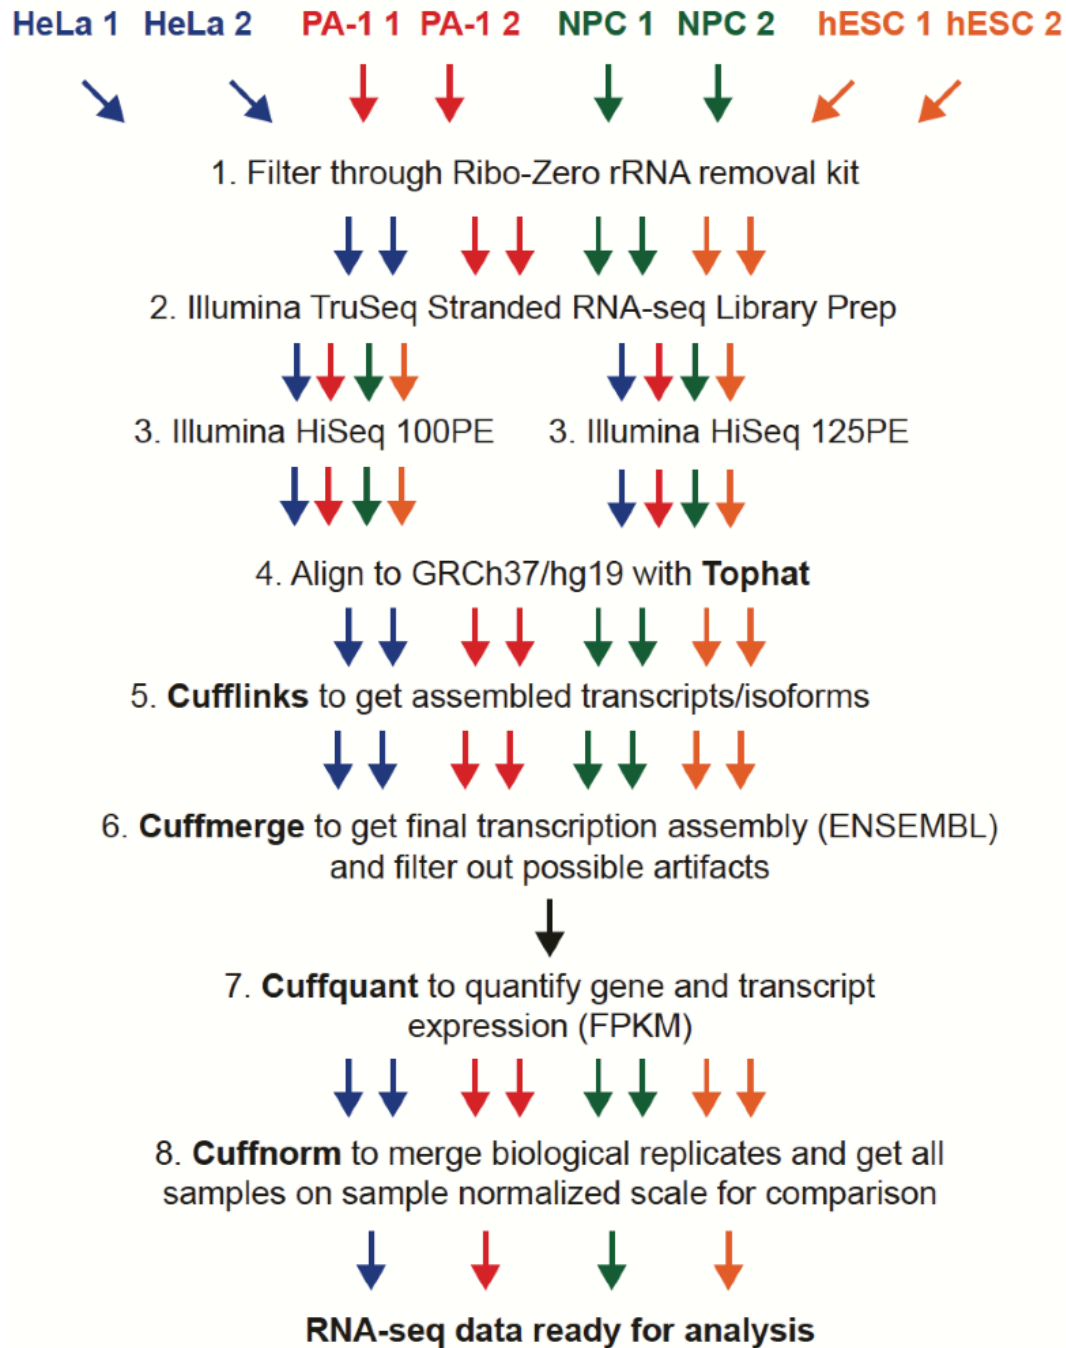 HeLa 1 HeLa 2 PA-1 1 PA-1 2 NPC 1 NPC 2 hESC 1 hESC 2
1. Filter through Ribo-Zero rRNA removal kit
2. Illumina TruSeq Stranded RNA-seq Library Prep
3. Illumina HiSeq 100PE 3. Illumina HiSeq 125PE
4. Align to GRCh37/hg19 with Tophat
5. Cufflinks to get assembled transcripts/isoforms
6. Cuffmerge to get final transcription assembly (ENSEMBL)
and filter out possible artifacts
7. Cuffquant to quantify gene and transcript
expression (FPKM)
8. Cuffnorm to merge biological replicates and get all
samples on sample normalized scale for comparison
RNA-seq data ready for analysis